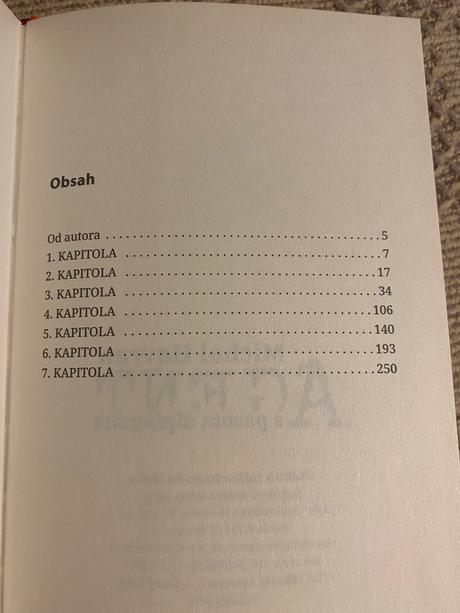 Obsah
Od autora ........................................ 5
1. KAPITOLA ........................................ 7
2. KAPITOLA ........................................ 17
3. KAPITOLA ........................................ 34
4. KAPITOLA ........................................ 106
5. KAPITOLA ........................................ 140
6. KAPITOLA ........................................ 193
7. KAPITOLA ........................................ 250